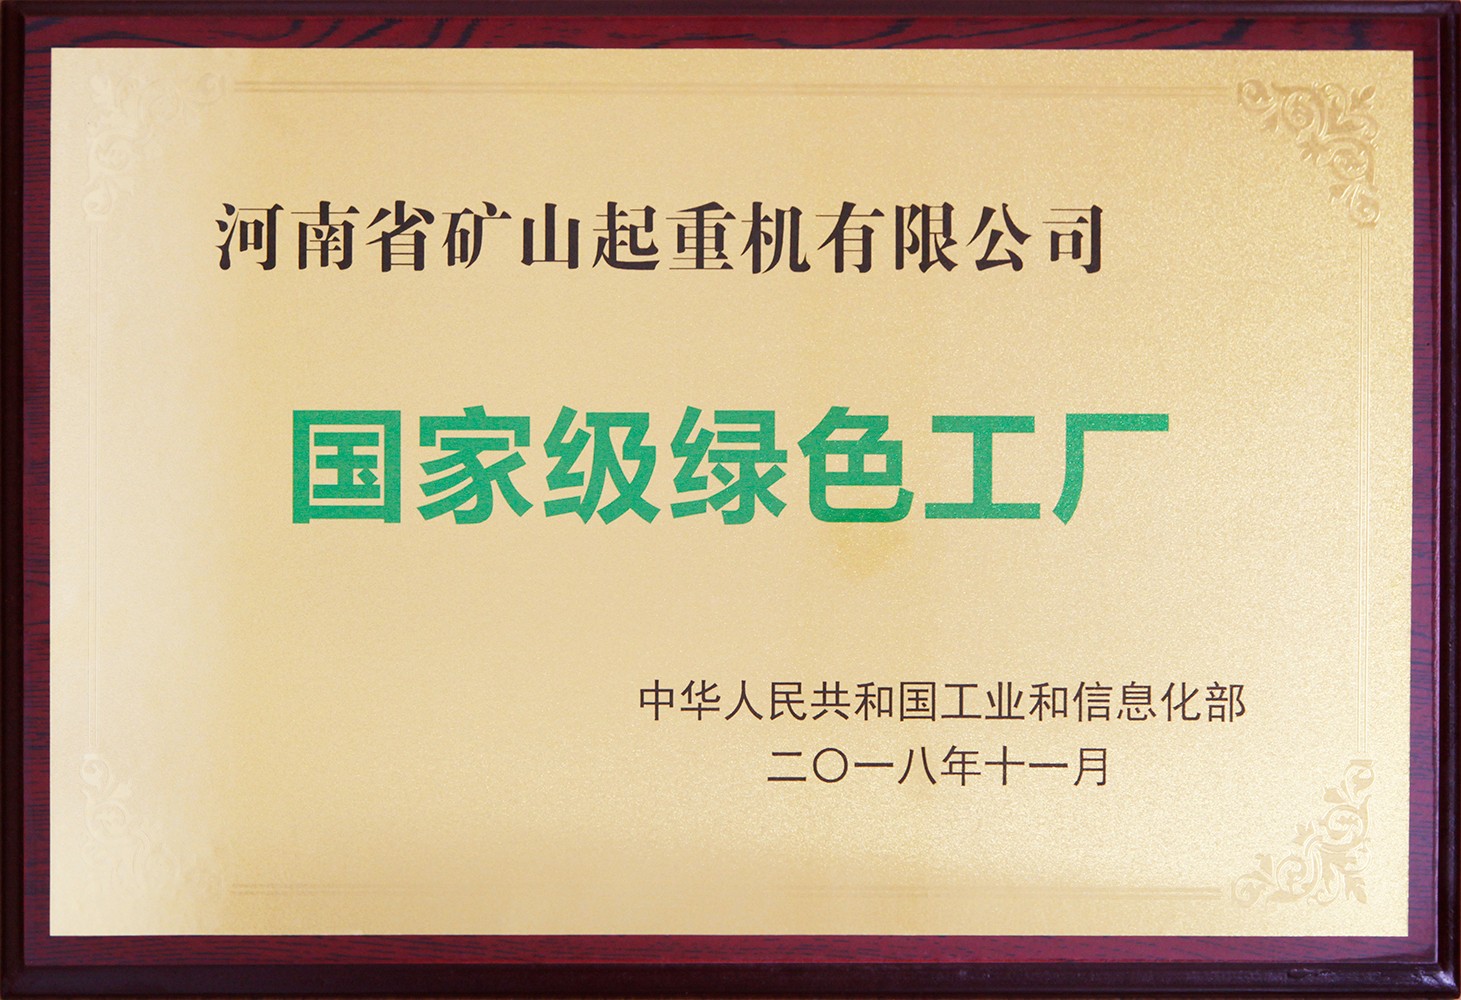 河南省矿山起重机有限公司
国家级绿色工厂
中华人民共和国工业和信息化部
二〇一八年十一月